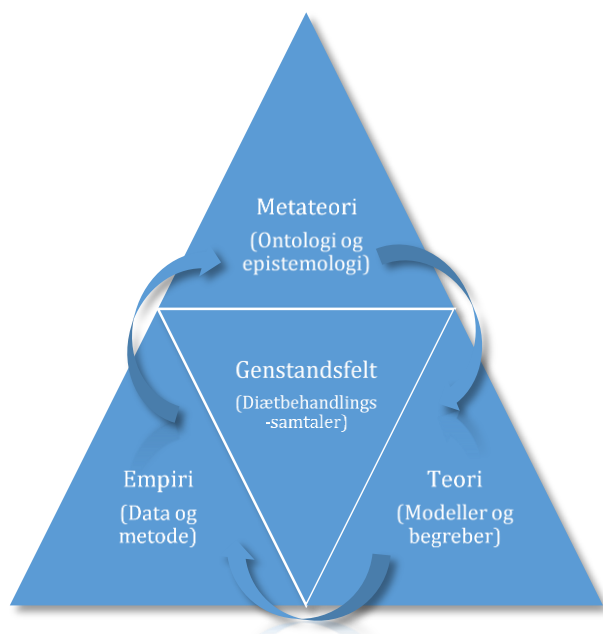 Metateori
(Ontologi og
epistemologi)
Genstandsfelt
(Diætbehandlings
-samtaler)
Empiri
(Data og
metode)
Teori
(Modeller og
begreber)